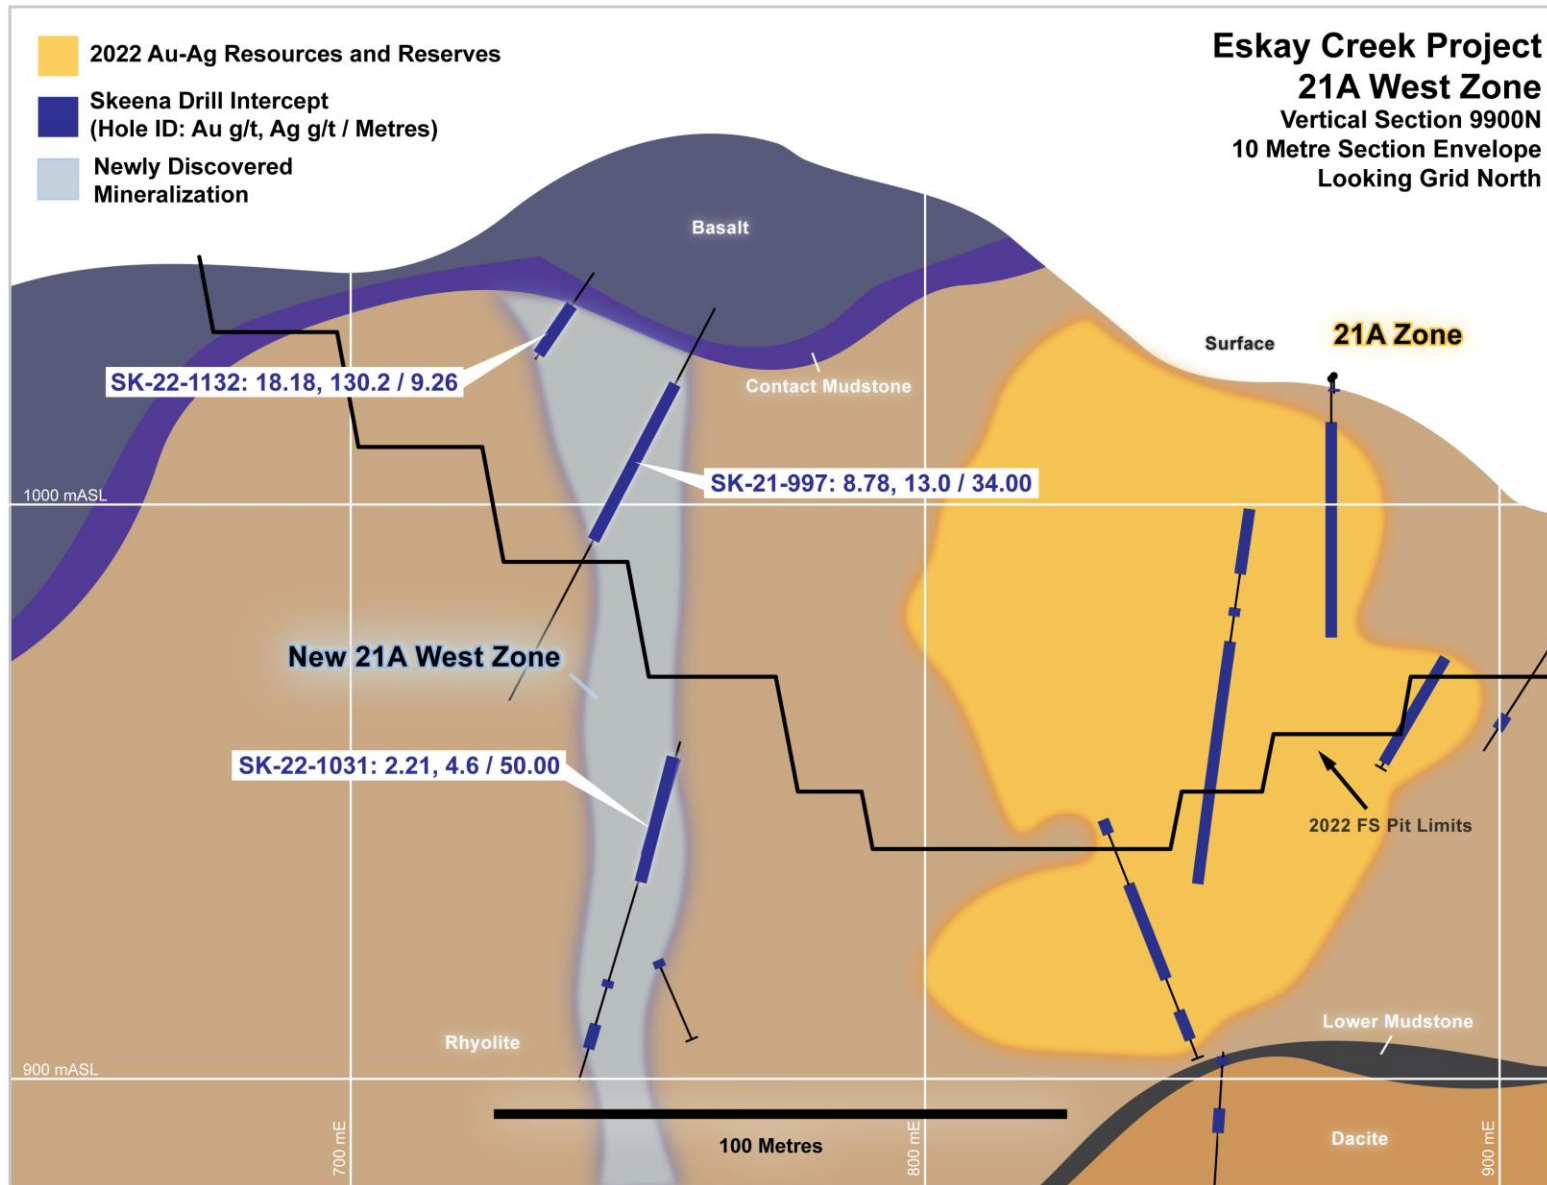 2022 Au-Ag Resources and Reserves
Skeena Drill Intercept
(Hole ID: Au g/t, Ag g/t / Metres)
Newly Discovered
Mineralization
Eskay Creek Project
21A West Zone
Vertical Section 9900N
10 Metre Section Envelope
Looking Grid North
Basalt
Surface
21A Zone
SK-22-1132: 18.18, 130.2 / 9.26
Contact Mudstone
SK-21-997: 8.78, 13.0 / 34.00
1000 mASL
New 21A West Zone
SK-22-1031: 2.21, 4.6 / 50.00
2022 FS Pit Limits
Lower Mudstone
Rhyolite
900 mASL
700 mE
800 mE
900 mE
100 Metres
Dacite